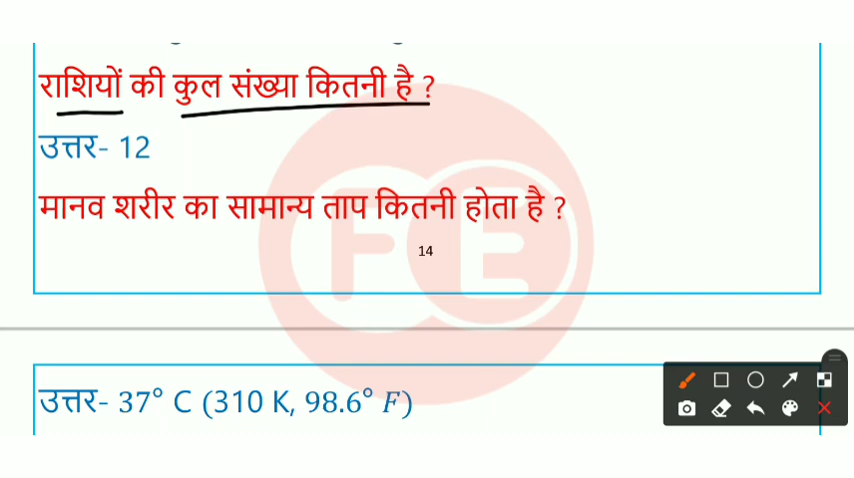 राशियों की कुल संख्या कितनी है ?
उत्तर- 12
मानव शरीर का सामान्य ताप कितनी होता है ?
14
उत्तर- 37° C (310 K, 98.6° F)